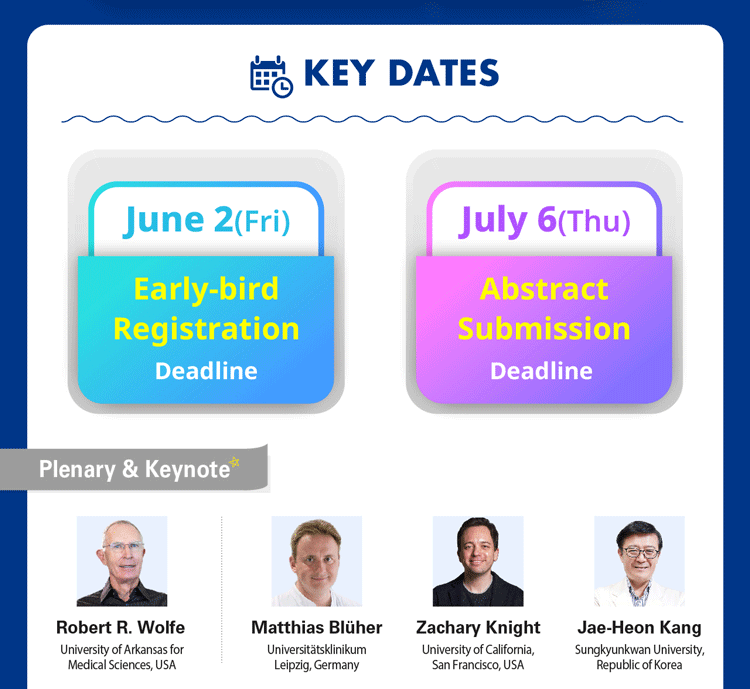 KEY DATES
June 2(Fri)
Early-bird
Registration
Deadline
July 6(Thu)
Abstract
Submission
Deadline
Plenary & Keynote
Robert R. Wolfe
University of Arkansas for
Medical Sciences, USA
Matthias Blüher
Universitätsklinikum
Leipzig, Germany
Zachary Knight
University of California,
San Francisco, USA
Jae-Heon Kang
Sungkyunkwan University,
Republic of Korea